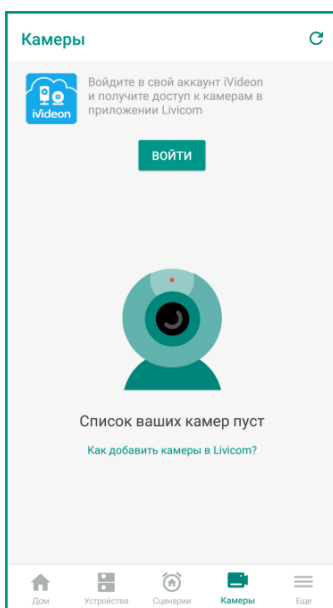 Камеры
Войдите в свой аккаунт iVideon
и получите доступ к камерам в
приложении Livicom
iVideon
ВОЙТИ
Список ваших камер пуст
Как добавить камеры в Livicom?
Дом
Устройства
Сценарии
Камеры
Еще